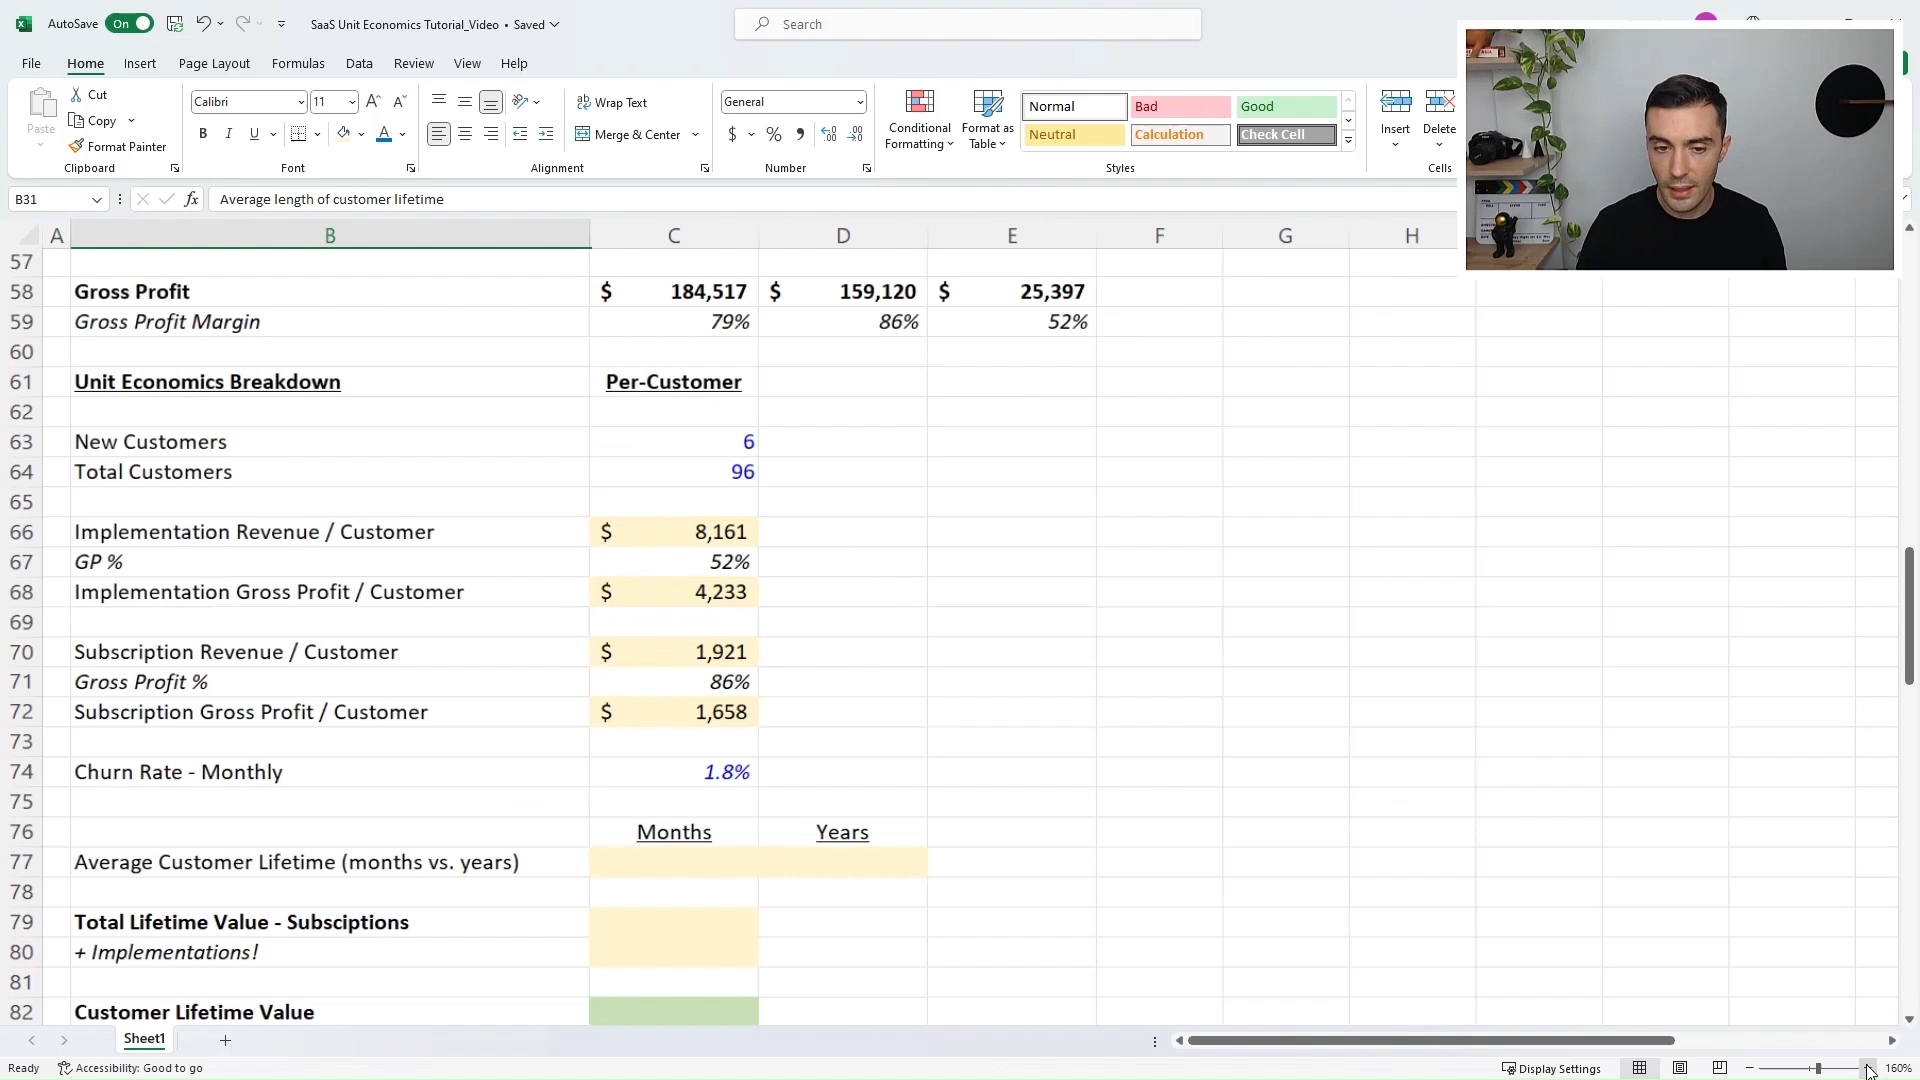 AutoSave On SaaS Unit Economics Tutorial_Video • Saved Search
File Home Insert Page Layout Formulas Data Review View Help
Paste Cut Copy Format Painter Clipboard
Calibri 11 B I U A Font
Wrap Text Merge & Center Alignment
General $ % , Number
Conditional Formatting Format as Table
Normal Bad Good
Neutral Calculation Check Cell
Styles
Insert Delete Cells
B31 fx Average length of customer lifetime
A B C D E F G H
57
58 Gross Profit $ 184,517 $ 159,120 $ 25,397
59 Gross Profit Margin 79% 86% 52%
60
61 Unit Economics Breakdown Per-Customer
62
63 New Customers 6
64 Total Customers 96
65
66 Implementation Revenue / Customer $ 8,161
67 GP % 52%
68 Implementation Gross Profit / Customer $ 4,233
69
70 Subscription Revenue / Customer $ 1,921
71 Gross Profit % 86%
72 Subscription Gross Profit / Customer $ 1,658
73
74 Churn Rate - Monthly 1.8%
75
76 Months Years
77 Average Customer Lifetime (months vs. years)
78
79 Total Lifetime Value - Subsciptions
80 + Implementations!
81
82 Customer Lifetime Value
Sheet1
Ready Accessibility: Good to go Display Settings 160%